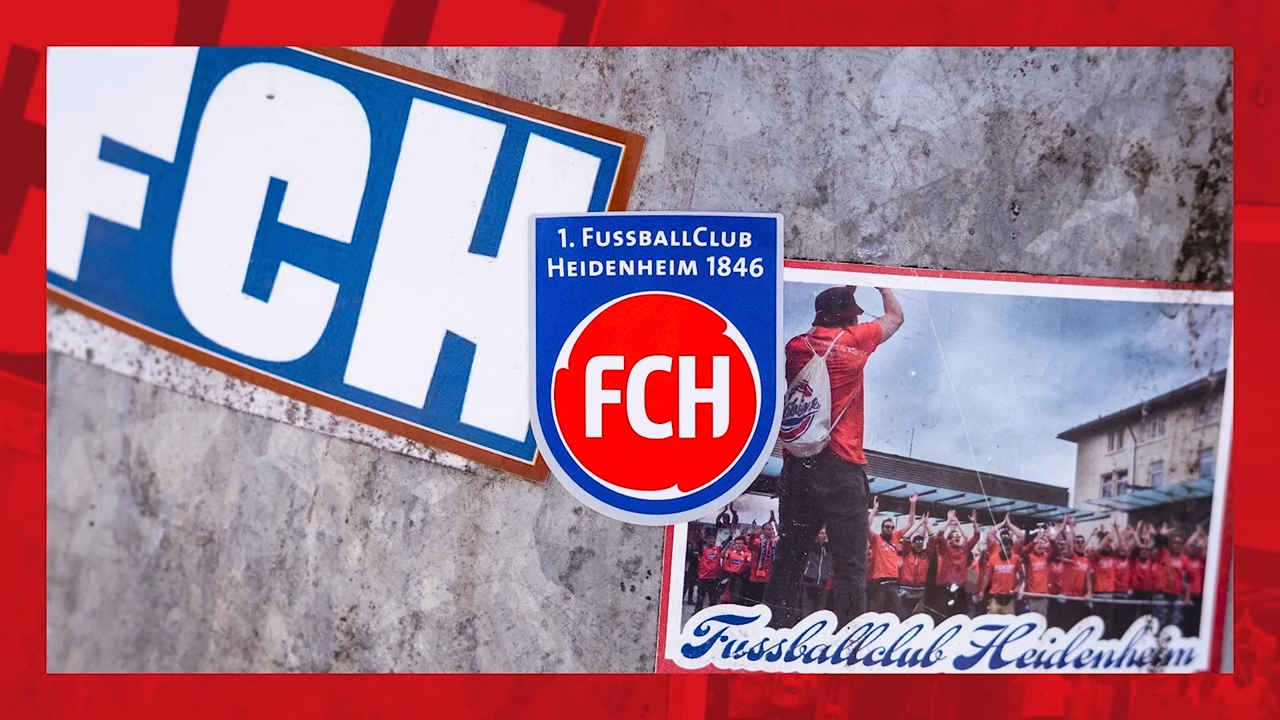 FCH
1. FUSSBALLCLUB
HEIDENHEIM 1846
FCH
Fussballclub Heidenheim